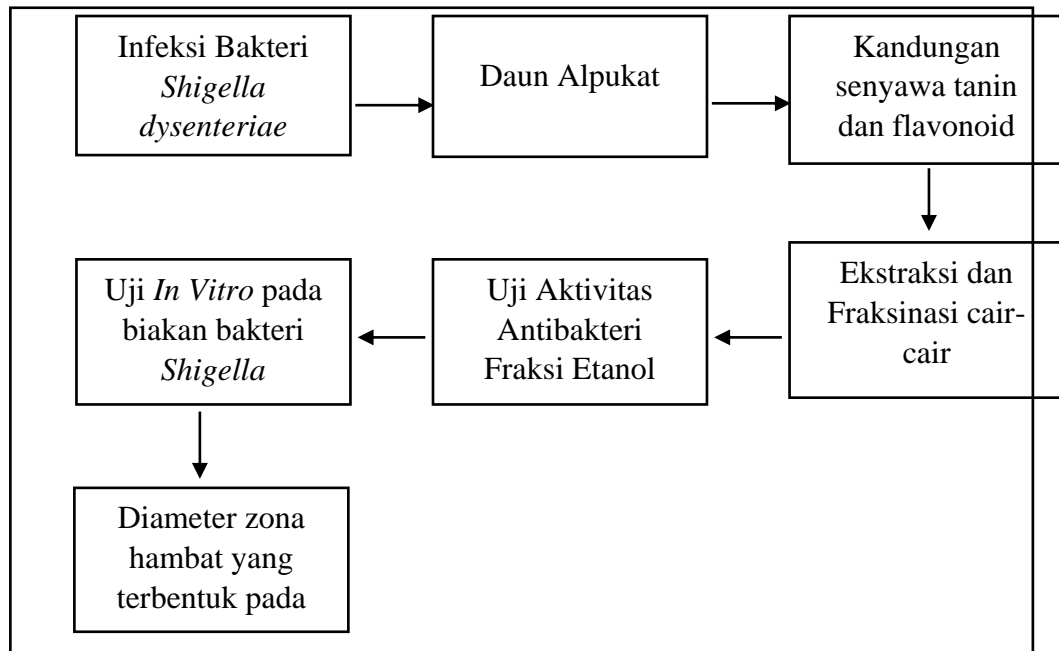 Infeksi Bakteri
Shigella
dysenteriae
Daun Alpukat
Kandungan
senyawa tanin
dan flavonoid
Ekstraksi dan
Fraksinasi cair-
cair
Uji Aktivitas
Antibakteri
Fraksi Etanol
Uji In Vitro pada
biakan bakteri
Shigella
Diameter zona
hambat yang
terbentuk pada